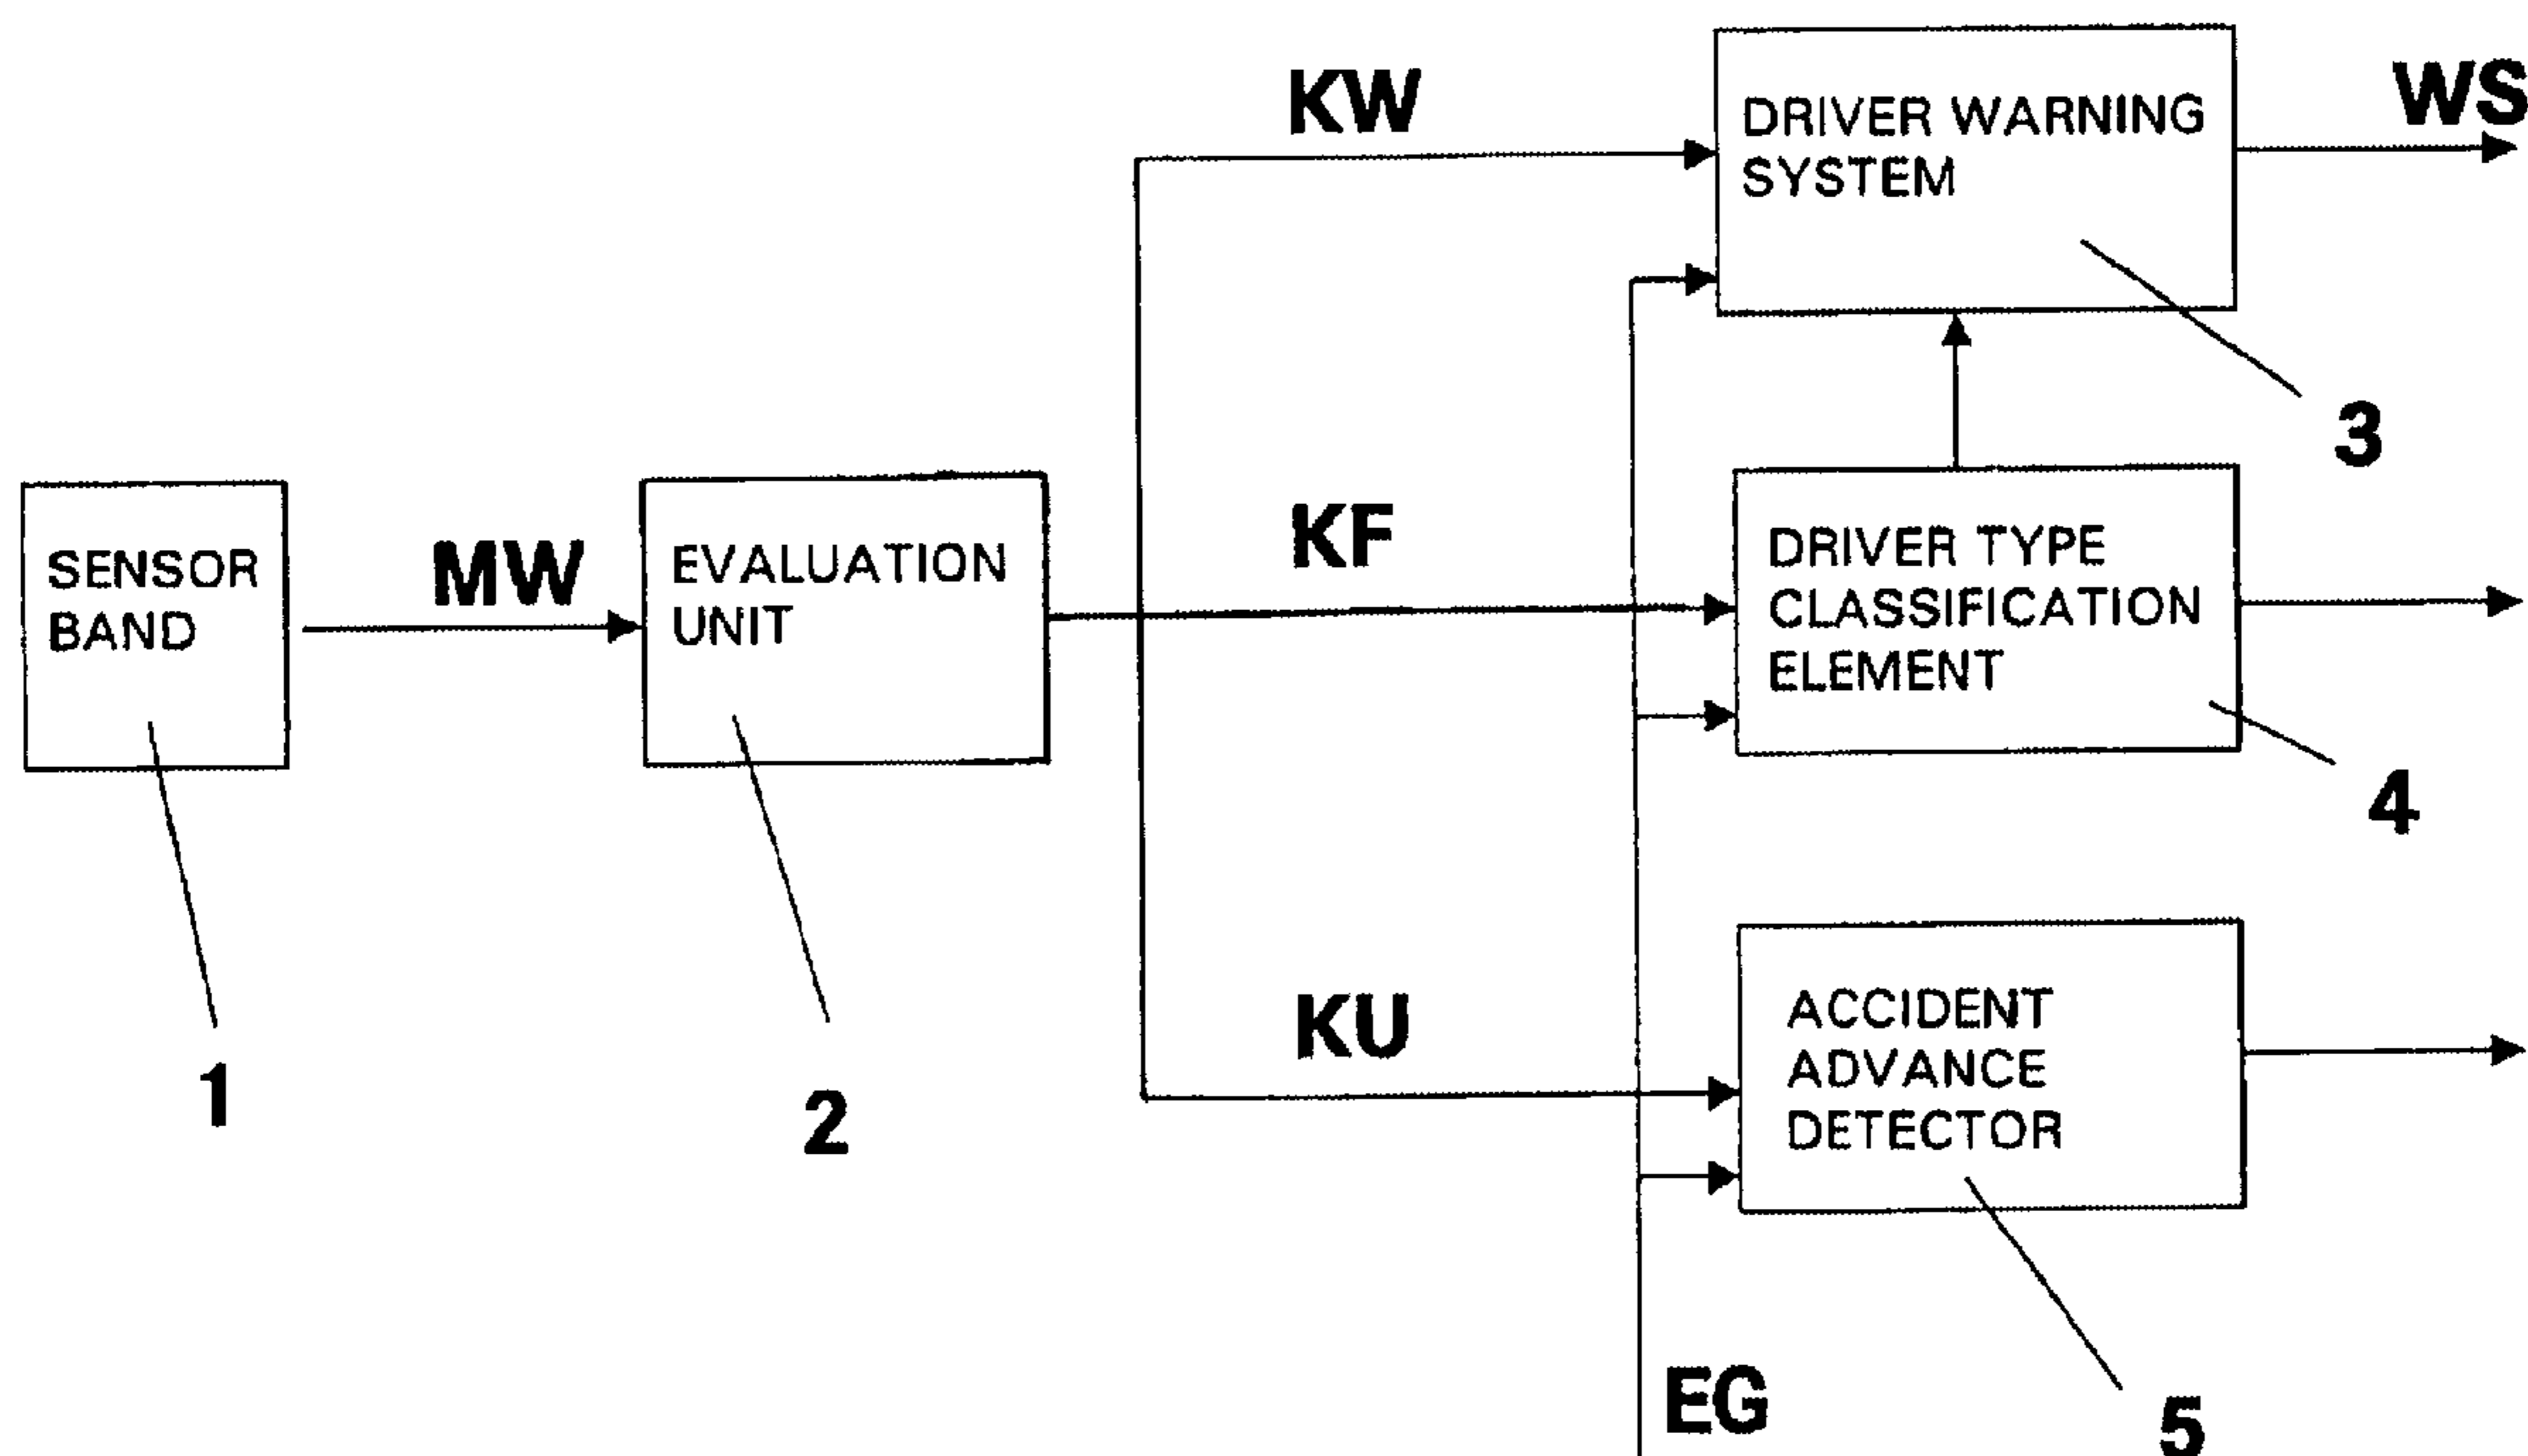 KW
DRIVER WARNING
SYSTEM
WS
3
SENSOR
BAND
MW
EVALUATION
UNIT
KF
DRIVER TYPE
CLASSIFICATION
ELEMENT
4
1
2
KU
ACCIDENT
ADVANCE
DETECTOR
EG
5